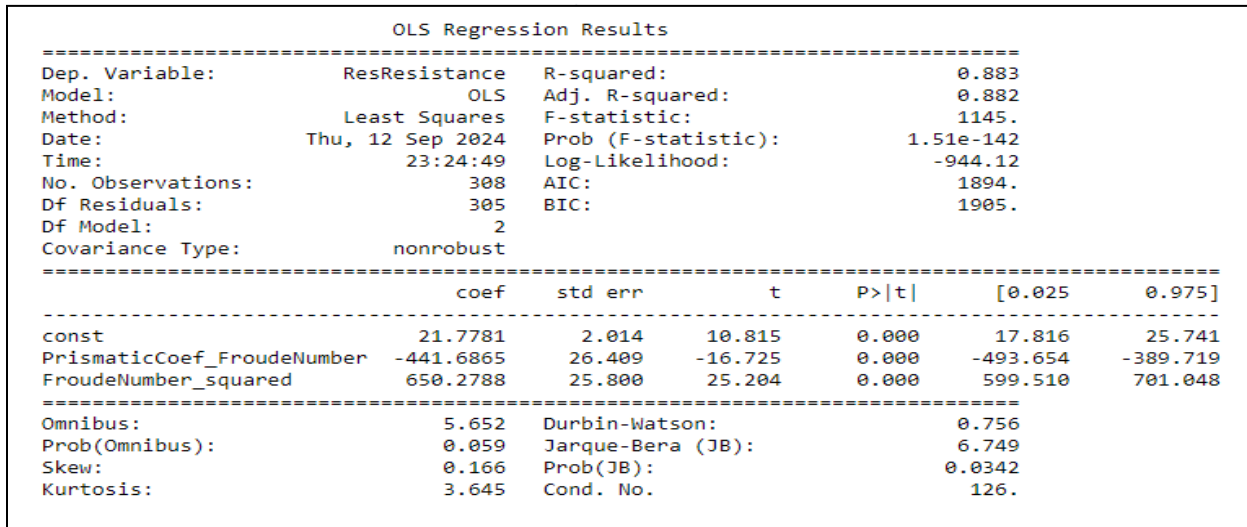 OLS Regression Results
==============================================================================
Dep. Variable:          ResResistance   R-squared:                       0.883
Model:                            OLS   Adj. R-squared:                  0.882
Method:                 Least Squares   F-statistic:                     1145.
Date:                Thu, 12 Sep 2024   Prob (F-statistic):          1.51e-142
Time:                        23:24:49   Log-Likelihood:                -944.12
No. Observations:                 308   AIC:                             1894.
Df Residuals:                     305   BIC:                             1905.
Df Model:                           2
Covariance Type:            nonrobust
==============================================================================================
                                 coef    std err          t      P>|t|      [0.025      0.975]
----------------------------------------------------------------------------------------------
const                         21.7781      2.014     10.815      0.000      17.816      25.741
PrismaticCoef_FroudeNumber  -441.6865     26.409    -16.725      0.000    -493.654    -389.719
FroudeNumber_squared         650.2788     25.800     25.204      0.000     599.510     701.048
==============================================================================
Omnibus:                        5.652   Durbin-Watson:                   0.756
Prob(Omnibus):                  0.059   Jarque-Bera (JB):                6.749
Skew:                           0.166   Prob(JB):                       0.0342
Kurtosis:                       3.645   Cond. No.                         126.